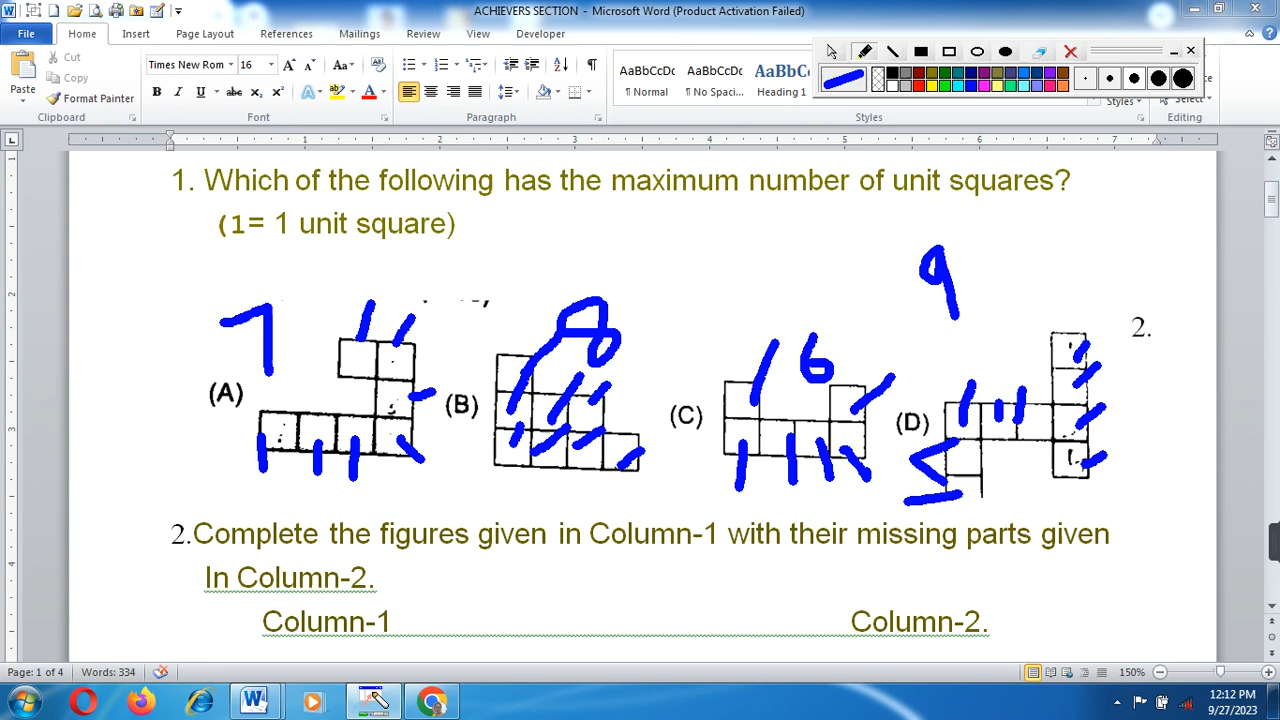 ACHIEVERS SECTION - Microsoft Word (Product Activation Failed)
File Home Insert Page Layout References Mailings Review View Developer
Paste
Cut
Copy
Format Painter
Clipboard
Times New Rom 16
Font
Paragraph
AaBbCcDc AaBbCcDc AaBbCc
¶ Normal ¶ No Spaci... Heading 1
Styles
Styles
Select
Editing
1. Which of the following has the maximum number of unit squares?
(1= 1 unit square)
7 8 6 9
(A) (B) (C) (D) 2.
2.Complete the figures given in Column-1 with their missing parts given
In Column-2.
Column-1 Column-2.
Page: 1 of 4 Words: 334 150%
12:12 PM
9/27/2023